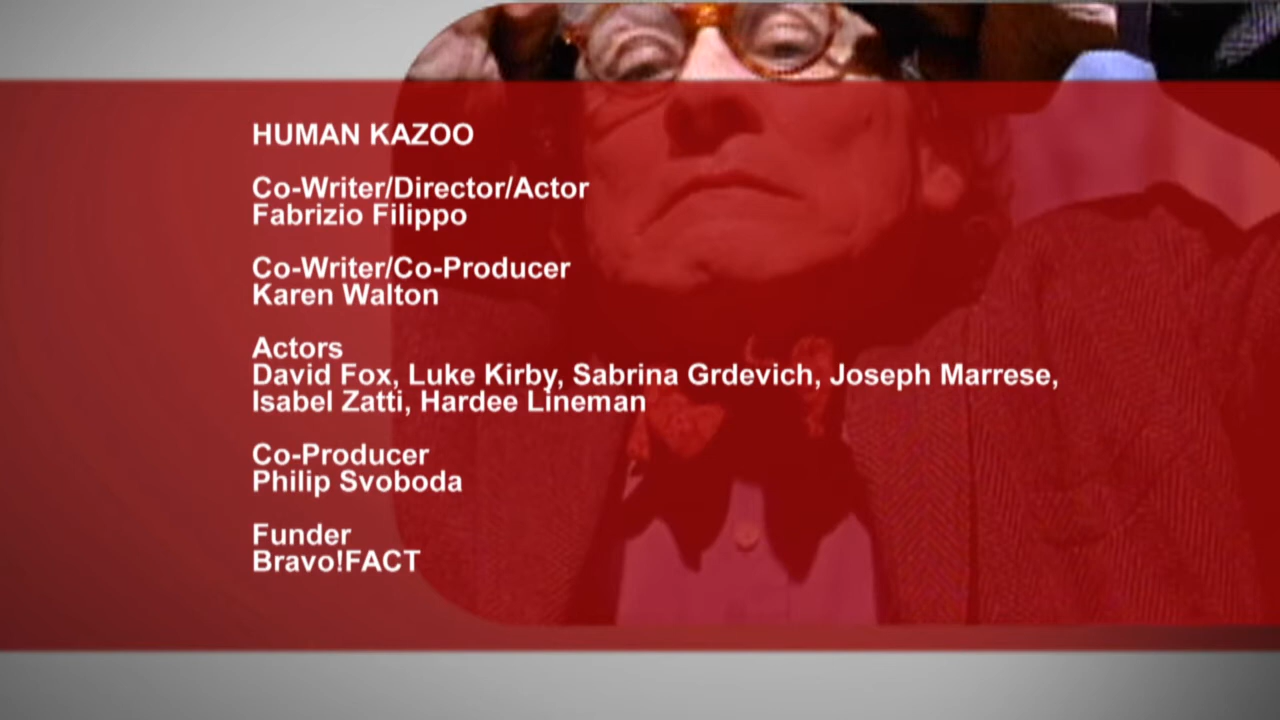 HUMAN KAZOO
Co-Writer/Director/Actor
Fabrizio Filippo
Co-Writer/Co-Producer
Karen Walton
Actors
David Fox, Luke Kirby, Sabrina Grdevich, Joseph Marrese,
Isabel Zatti, Hardee Lineman
Co-Producer
Philip Svoboda
Funder
Bravo!FACT